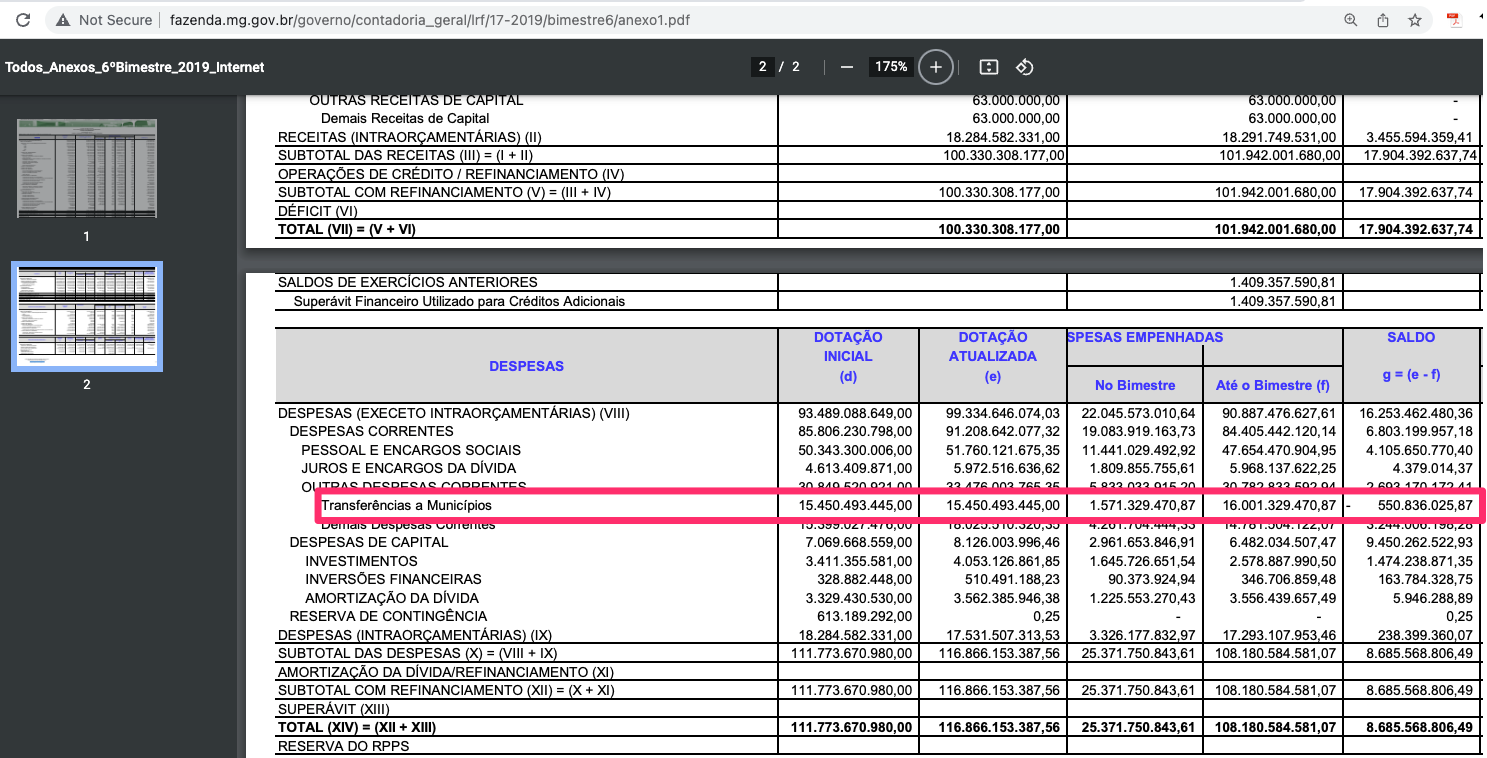 Not Secure fazenda.mg.gov.br/governo/contadoria_geral/lrf/17-2019/bimestre6/anexo1.pdf
Todos_Anexos_6ºBimestre_2019_Internet 2 / 2 175%
1
2
OUTRAS RECEITAS DE CAPITAL 63.000.000,00 63.000.000,00 -
Demais Receitas de Capital 63.000.000,00 63.000.000,00 -
RECEITAS (INTRAORÇAMENTÁRIAS) (II) 18.284.582.331,00 18.291.749.531,00 3.455.594.359,41
SUBTOTAL DAS RECEITAS (III) = (I + II) 100.330.308.177,00 101.942.001.680,00 17.904.392.637,74
OPERAÇÕES DE CRÉDITO / REFINANCIAMENTO (IV)
SUBTOTAL COM REFINANCIAMENTO (V) = (III + IV) 100.330.308.177,00 101.942.001.680,00 17.904.392.637,74
DÉFICIT (VI)
TOTAL (VII) = (V + VI) 100.330.308.177,00 101.942.001.680,00 17.904.392.637,74
SALDOS DE EXERCÍCIOS ANTERIORES 1.409.357.590,81
Superávit Financeiro Utilizado para Créditos Adicionais 1.409.357.590,81
DESPESAS
DOTAÇÃO
INICIAL
(d)
DOTAÇÃO
ATUALIZADA
(e)
SPESAS EMPENHADAS
No Bimestre Até o Bimestre (f)
SALDO
g = (e - f)
DESPESAS (EXECETO INTRAORÇAMENTÁRIAS) (VIII) 93.489.088.649,00 99.334.646.074,03 22.045.573.010,64 90.887.476.627,61 16.253.462.480,36
DESPESAS CORRENTES 85.806.230.798,00 91.208.642.077,32 19.083.919.163,73 84.405.442.120,14 6.803.199.957,18
PESSOAL E ENCARGOS SOCIAIS 50.343.300.006,00 51.760.121.675,35 11.441.029.492,92 47.654.470.904,95 4.105.650.770,40
JUROS E ENCARGOS DA DÍVIDA 4.613.409.871,00 5.972.516.636,62 1.809.855.755,61 5.968.137.622,25 4.379.014,37
OUTRAS DESPESAS CORRENTES 30.849.520.921,00 33.476.003.765,35 5.833.033.915,20 30.782.833.592,94 2.693.170.172,41
Transferências a Municípios 15.450.493.445,00 15.450.493.445,00 1.571.329.470,87 16.001.329.470,87 - 550.836.025,87
Demais Despesas Correntes 15.399.027.476,00 18.025.510.320,35 4.261.704.444,33 14.781.504.122,07 3.244.006.198,28
DESPESAS DE CAPITAL 7.069.668.559,00 8.126.003.996,46 2.961.653.846,91 6.482.034.507,47 9.450.262.522,93
INVESTIMENTOS 3.411.355.581,00 4.053.126.861,85 1.645.726.651,54 2.578.887.990,50 1.474.238.871,35
INVERSÕES FINANCEIRAS 328.882.448,00 510.491.188,23 90.373.924,94 346.706.859,48 163.784.328,75
AMORTIZAÇÃO DA DÍVIDA 3.329.430.530,00 3.562.385.946,38 1.225.553.270,43 3.556.439.657,49 5.946.288,89
RESERVA DE CONTINGÊNCIA 613.189.292,00 0,25 - - 0,25
DESPESAS (INTRAORÇAMENTÁRIAS) (IX) 18.284.582.331,00 17.531.507.313,53 3.326.177.832,97 17.293.107.953,46 238.399.360,07
SUBTOTAL DAS DESPESAS (X) = (VIII + IX) 111.773.670.980,00 116.866.153.387,56 25.371.750.843,61 108.180.584.581,07 8.685.568.806,49
AMORTIZAÇÃO DA DÍVIDA/REFINANCIAMENTO (XI)
SUBTOTAL COM REFINANCIAMENTO (XII) = (X + XI) 111.773.670.980,00 116.866.153.387,56 25.371.750.843,61 108.180.584.581,07 8.685.568.806,49
SUPERÁVIT (XIII)
TOTAL (XIV) = (XII + XIII) 111.773.670.980,00 116.866.153.387,56 25.371.750.843,61 108.180.584.581,07 8.685.568.806,49
RESERVA DO RPPS